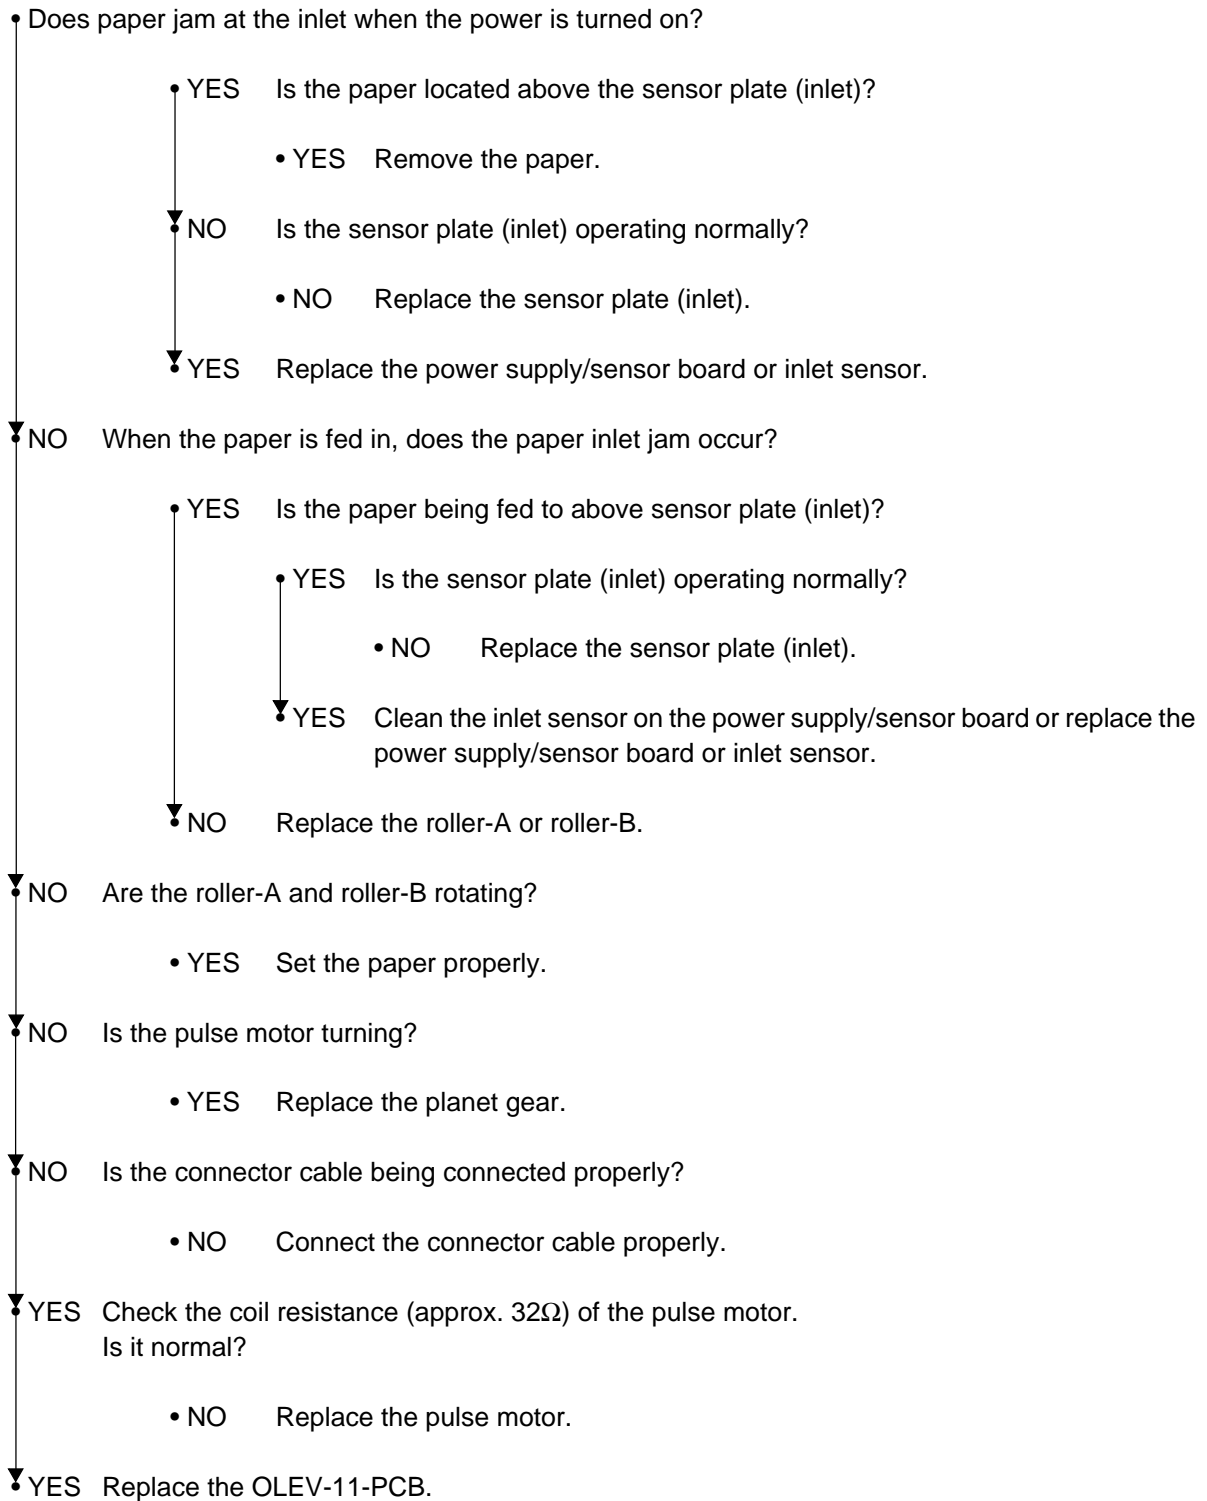 • Does paper jam at the inlet when the power is turned on?
• YES Is the paper located above the sensor plate (inlet)?
• YES Remove the paper.
• NO Is the sensor plate (inlet) operating normally?
• NO Replace the sensor plate (inlet).
• YES Replace the power supply/sensor board or inlet sensor.
• NO When the paper is fed in, does the paper inlet jam occur?
• YES Is the paper being fed to above sensor plate (inlet)?
• YES Is the sensor plate (inlet) operating normally?
• NO Replace the sensor plate (inlet).
• YES Clean the inlet sensor on the power supply/sensor board or replace the
power supply/sensor board or inlet sensor.
• NO Replace the roller-A or roller-B.
• NO Are the roller-A and roller-B rotating?
• YES Set the paper properly.
• NO Is the pulse motor turning?
• YES Replace the planet gear.
• NO Is the connector cable being connected properly?
• NO Connect the connector cable properly.
• YES Check the coil resistance (approx. 32Ω) of the pulse motor.
Is it normal?
• NO Replace the pulse motor.
• YES Replace the OLEV-11-PCB.